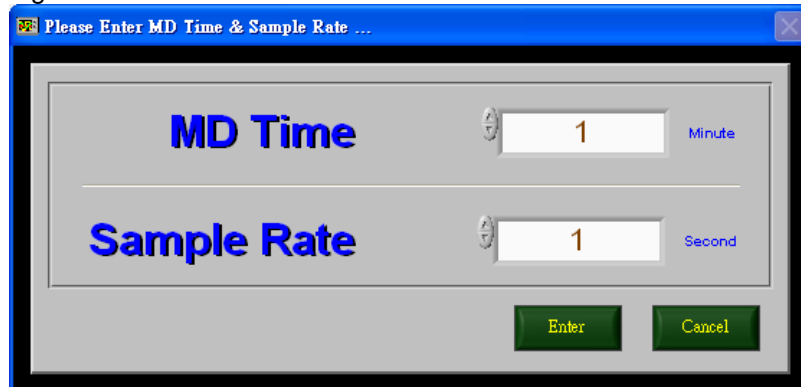 Please Enter MD Time & Sample Rate ...
MD Time 1 Minute
Sample Rate 1 Second
Enter Cancel